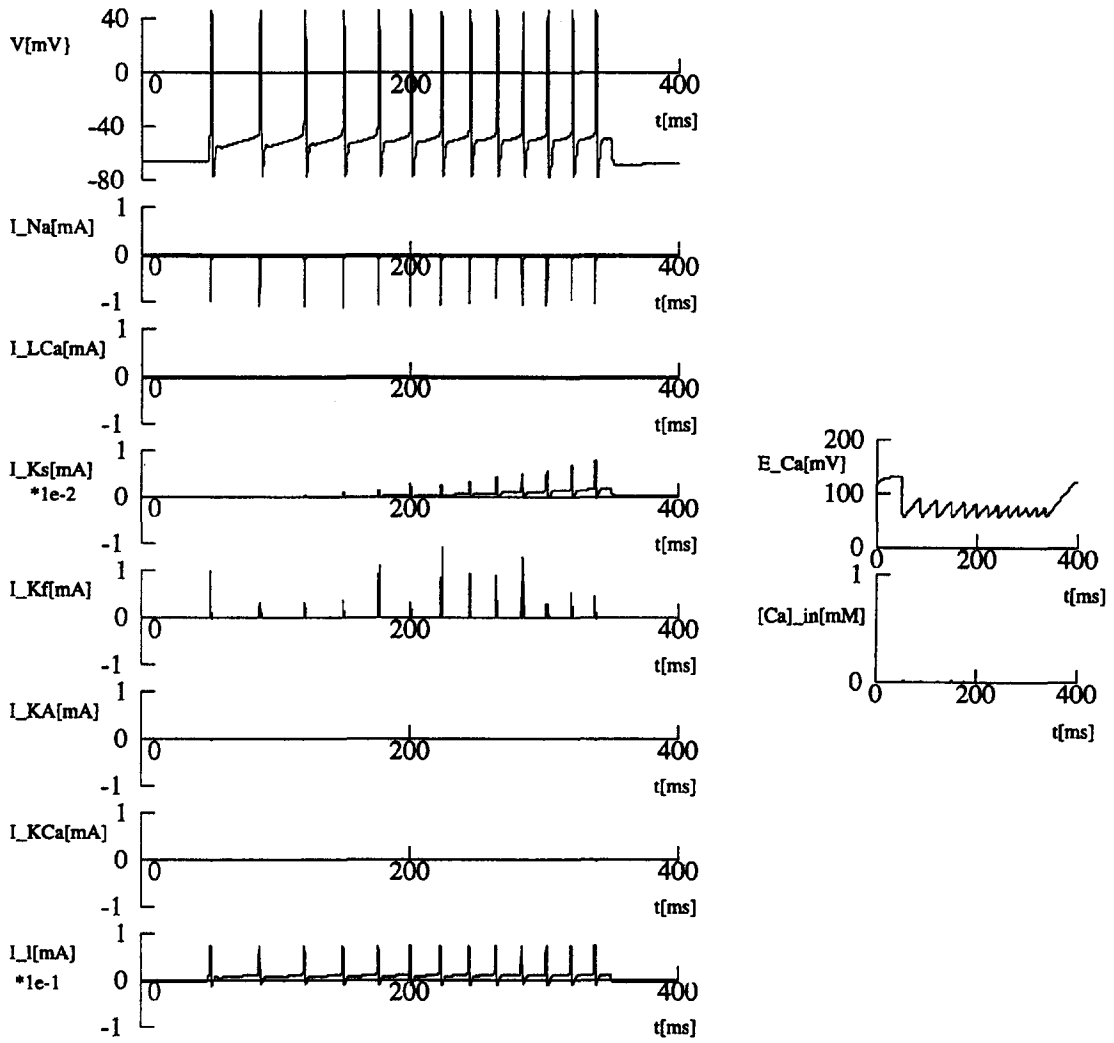 40
V{mV}
0
0
200
400
t[ms]
-40
-80
1
I_Na[mA]
0
0
200
400
t[ms]
-1
1
I_LCa[mA]
0
0
200
400
t[ms]
-1
1
I_Ks[mA]
*1e-2
0
0
200
400
t[ms]
-1
1
I_Kf[mA]
0
0
200
400
t[ms]
-1
1
I_KA[mA]
0
0
200
400
t[ms]
-1
1
I_KCa[mA]
0
0
200
400
t[ms]
-1
1
I_l[mA]
*1e-1
0
0
200
400
t[ms]
-1
200
E_Ca[mV]
100
0
0
200
400
t[ms]
1
[Ca]_in[mM]
0
0
200
400
t[ms]